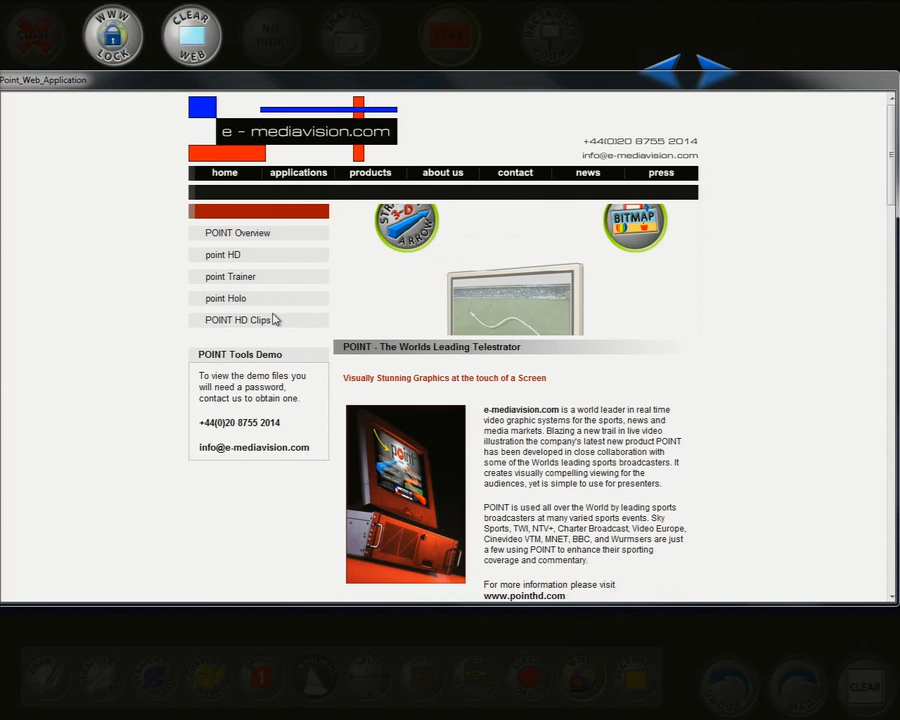 CLOSE
WWW
LOCK
CLEAR
WEB
NO
PICK
Point_Web_Application
e - mediavision.com
+44(0)20 8755 2014
info@e-mediavision.com
home applications products about us contact news press
3-D
ARROW
BITMAP
POINT Overview
point HD
point Trainer
point Holo
POINT HD Clips
POINT Tools Demo
To view the demo files you
will need a password,
contact us to obtain one.
+44(0)20 8755 2014
info@e-mediavision.com
POINT - The Worlds Leading Telestrator
Visually Stunning Graphics at the touch of a Screen
point
e-mediavision.com is a world leader in real time
video graphic systems for the sports, news and
media markets. Blazing a new trail in live video
illustration the company's latest new product POINT
has been developed in close collaboration with
some of the Worlds leading sports broadcasters. It
creates visually compelling viewing for the
audiences, yet is simple to use for presenters.
POINT is used all over the World by leading sports
broadcasters at many varied sports events. Sky
Sports, TWI, NTV+, Charter Broadcast, Video Europe,
Cinevideo VTM, MNET, BBC, and Wurmsers are just
a few using POINT to enhance their sporting
coverage and commentary.
For more information please visit
www.pointhd.com
CLEAR